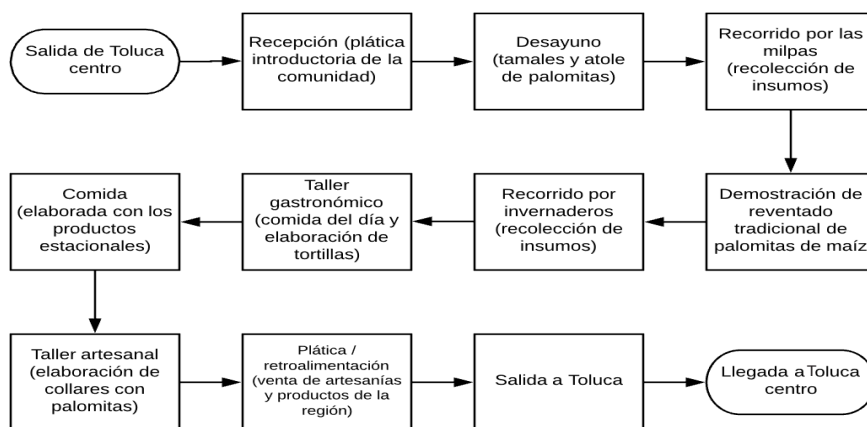 Salida de Toluca
centro
Recepción (plática
introductoria de la
comunidad)
Desayuno
(tamales y atole
de palomitas)
Recorrido por las
milpas
(recolección de
insumos)
Demostración de
reventado
tradicional de
palomitas de maíz
Recorrido por
invernaderos
(recolección de
insumos)
Taller
gastronómico
(comida del día y
elaboración de
tortillas)
Comida
(elaborada con los
productos
estacionales)
Taller artesanal
(elaboración de
collares con
palomitas)
Plática /
retroalimentación
(venta de artesanías
y productos de la
región)
Salida a Toluca
Llegada a Toluca
centro